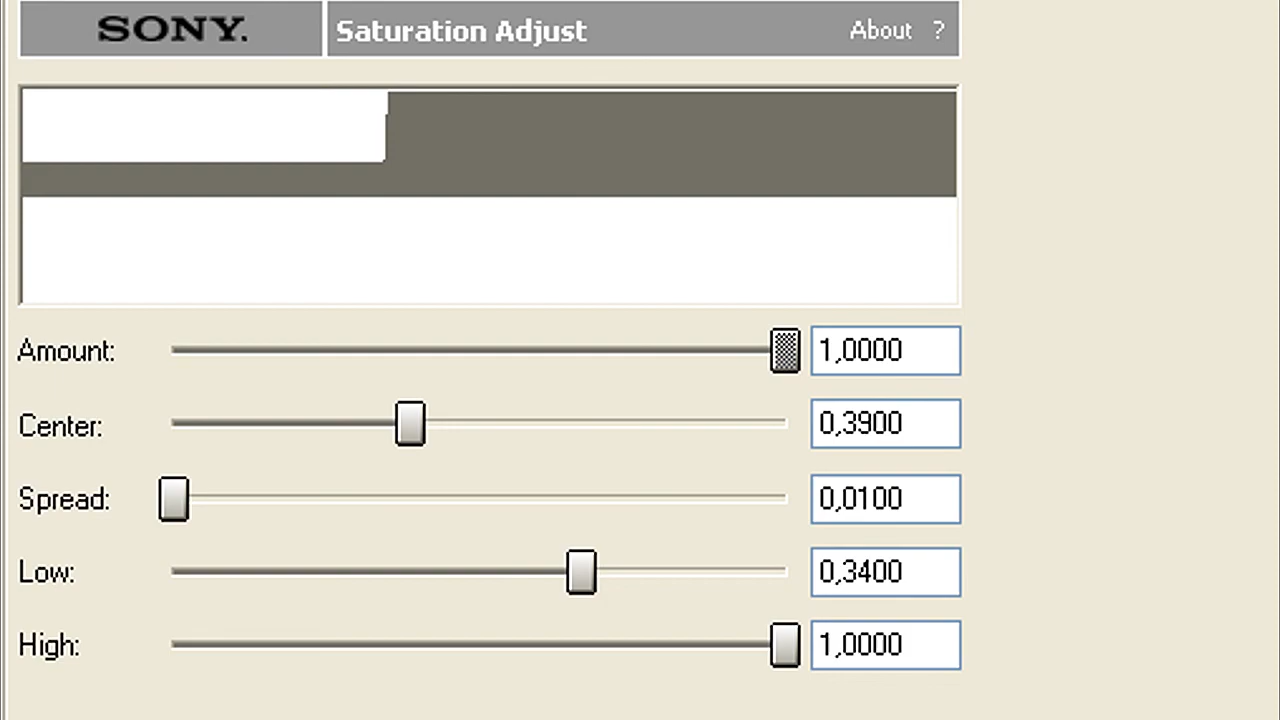 SONY. Saturation Adjust About ?
Amount: 1,0000
Center: 0,3900
Spread: 0,0100
Low: 0,3400
High: 1,0000